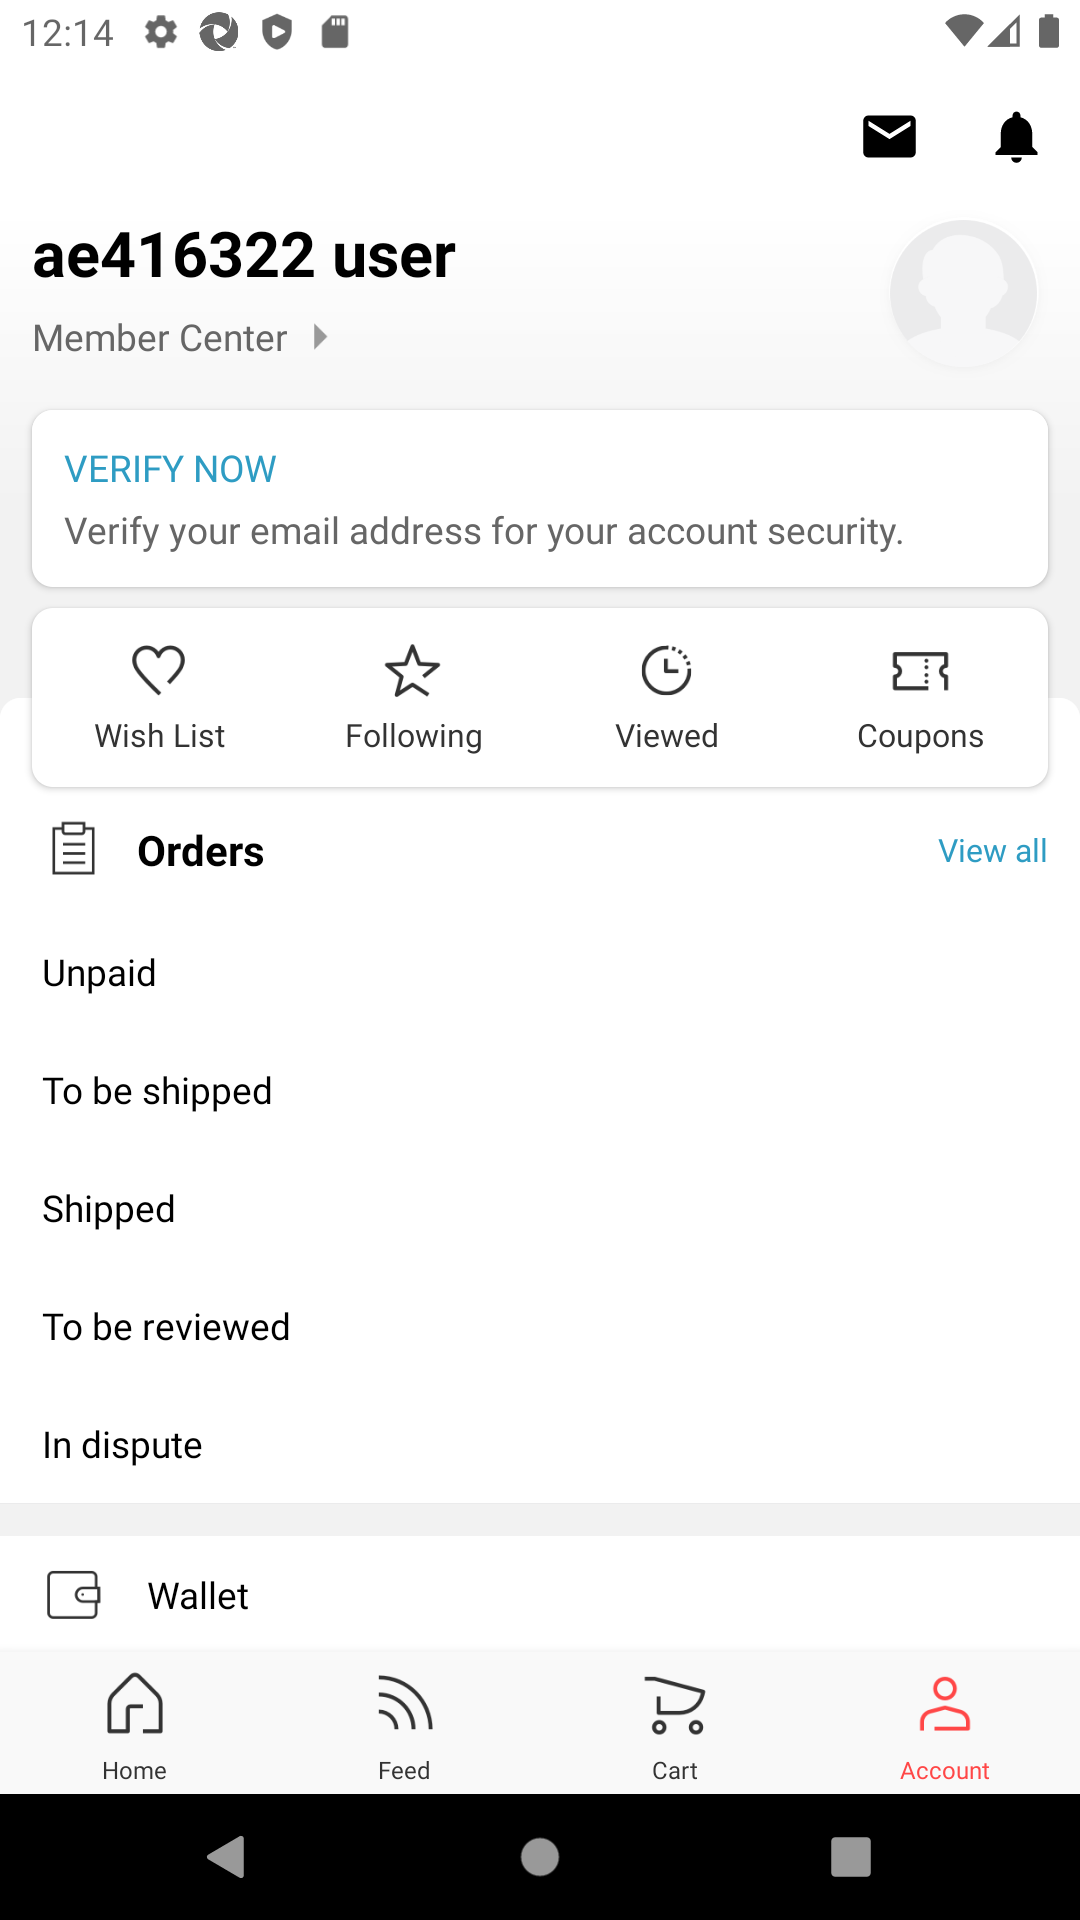 12:14
ae416322 user
Member Center
VERIFY NOW
Verify your email address for your account security.
Wish List
Following
Viewed
Coupons
Orders
View all
Unpaid
To be shipped
Shipped
To be reviewed
In dispute
Wallet
Home
Feed
Cart
Account